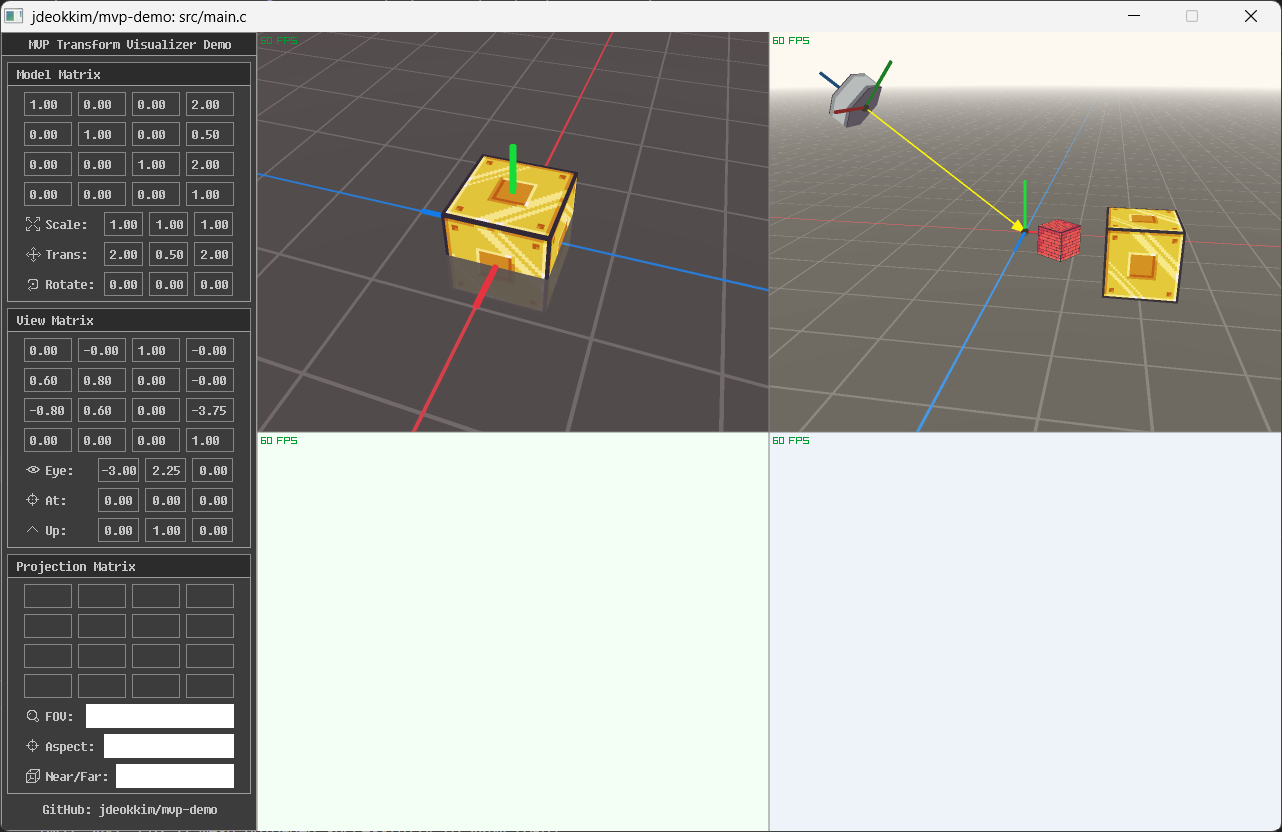 jdeokkim/mvp-demo: src/main.c
MVP Transform Visualizer Demo
Model Matrix
1.00 0.00 0.00 2.00
0.00 1.00 0.00 0.50
0.00 0.00 1.00 2.00
0.00 0.00 0.00 1.00
Scale: 1.00 1.00 1.00
Trans: 2.00 0.50 2.00
Rotate: 0.00 0.00 0.00
View Matrix
0.00 -0.00 1.00 -0.00
0.60 0.80 0.00 -0.00
-0.80 0.60 0.00 -3.75
0.00 0.00 0.00 1.00
Eye: -3.00 2.25 0.00
At: 0.00 0.00 0.00
Up: 0.00 1.00 0.00
Projection Matrix
FOV:
Aspect:
Near/Far:
GitHub: jdeokkim/mvp-demo
60 FPS
60 FPS
60 FPS
60 FPS